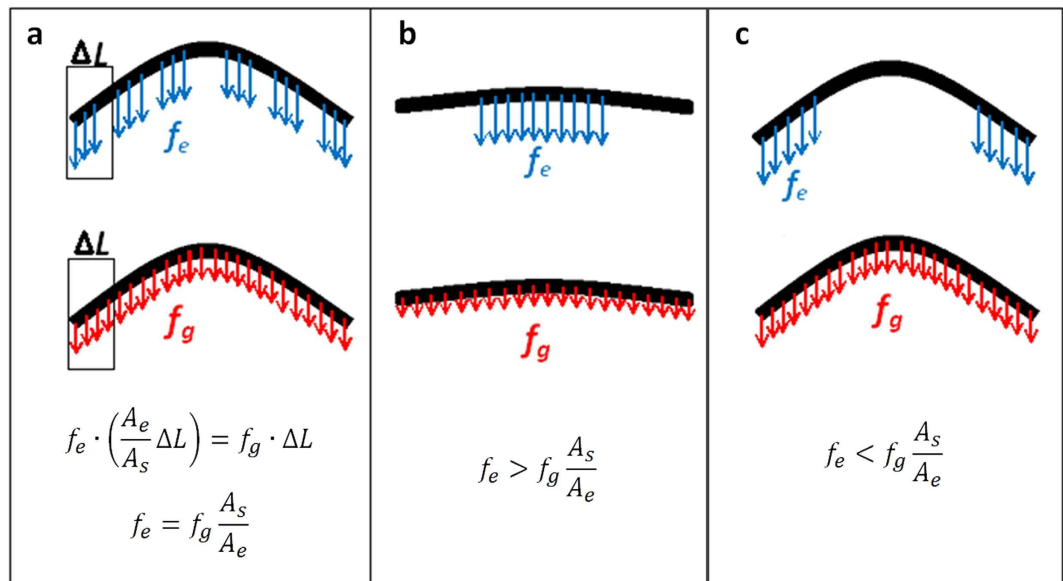 a
ΔL
f_e
ΔL
f_g
f_e · (A_e/A_s ΔL) = f_g · ΔL
f_e = f_g A_s/A_e
b
f_e
f_g
f_e > f_g A_s/A_e
c
f_e
f_g
f_e < f_g A_s/A_e